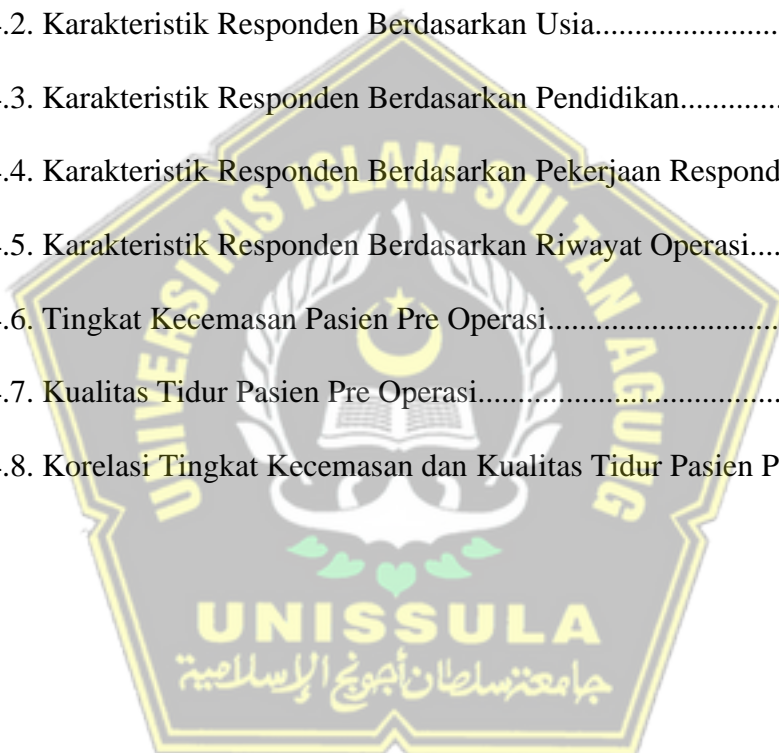 .2. Karakteristik Responden Berdasarkan Usia.......................
.3. Karakteristik Responden Berdasarkan Pendidikan.............
.4. Karakteristik Responden Berdasarkan Pekerjaan Respond
.5. Karakteristik Responden Berdasarkan Riwayat Operasi....
.6. Tingkat Kecemasan Pasien Pre Operasi.............................
.7. Kualitas Tidur Pasien Pre Operasi......................................
.8. Korelasi Tingkat Kecemasan dan Kualitas Tidur Pasien P
UNIVERSITAS ISLAM SULTAN AGUNG
UNISSULA
جامعتنسلطان أجونج الإسلامية